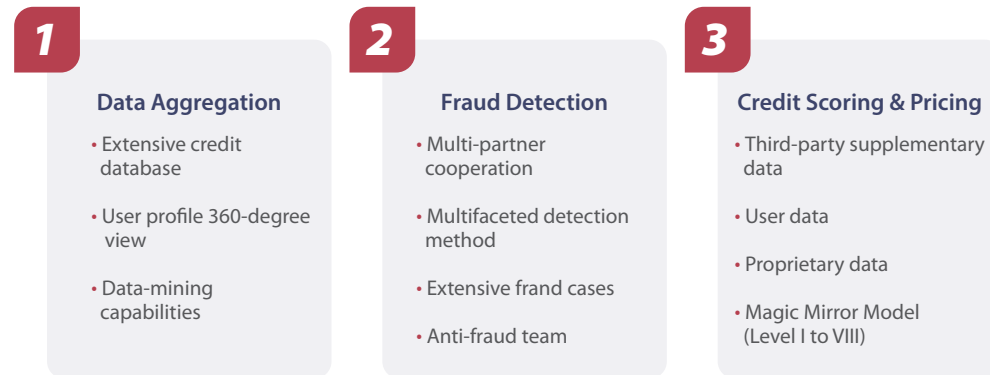 1
Data Aggregation
• Extensive credit
database
• User profile 360-degree
view
• Data-mining
capabilities
2
Fraud Detection
• Multi-partner
cooperation
• Multifaceted detection
method
• Extensive frand cases
• Anti-fraud team
3
Credit Scoring & Pricing
• Third-party supplementary
data
• User data
• Proprietary data
• Magic Mirror Model
(Level I to VIII)